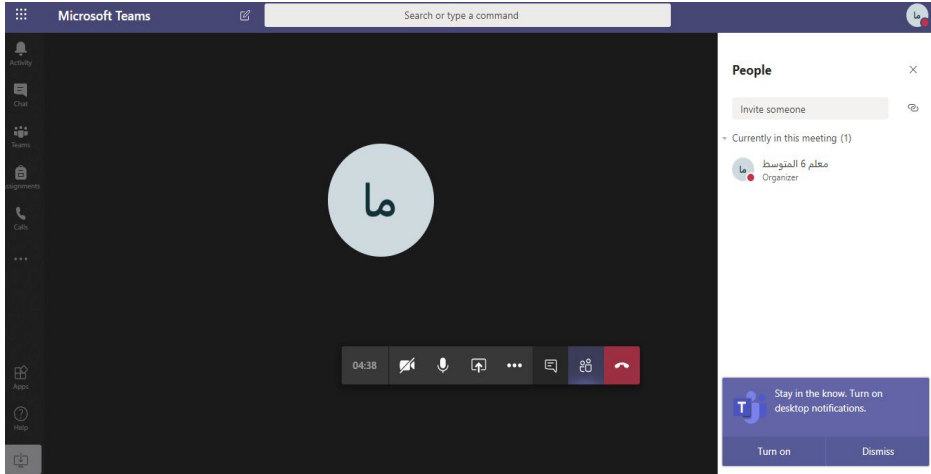 Microsoft Teams
Search or type a command
ما
Activity
Chat
Teams
ssignments
Calls
Apps
Help
ما
04:38
People
Invite someone
Currently in this meeting (1)
ما
معلم 6 المتوسط
Organizer
T
Stay in the know. Turn on
desktop notifications.
Turn on
Dismiss